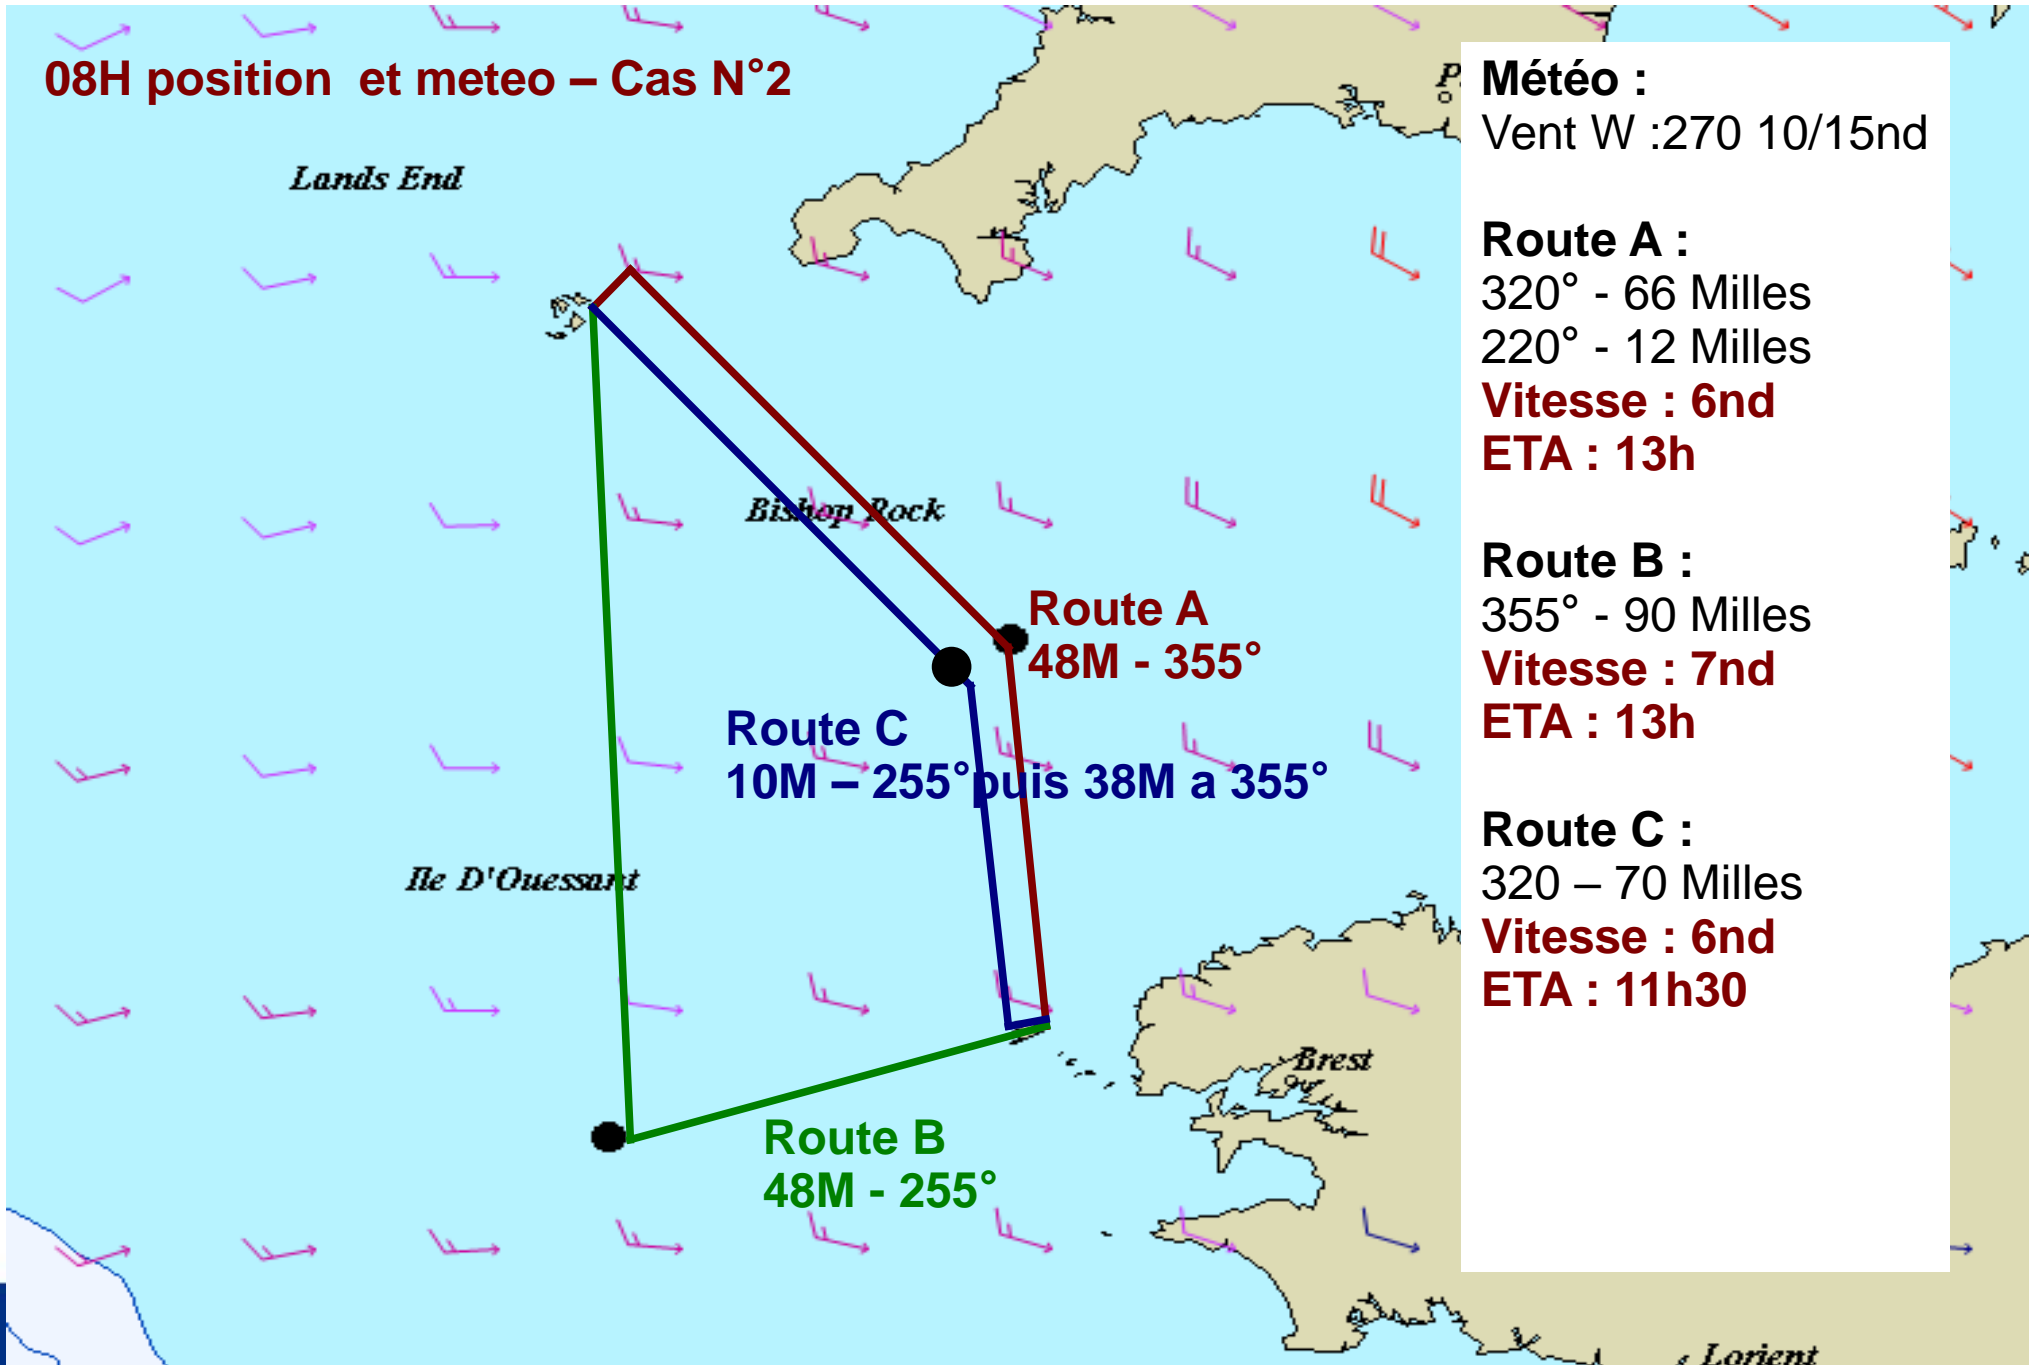 08H position et meteo – Cas N°2
Lands End
Bishop Rock
Route A
48M - 355°
Route C
10M – 255°puis 38M a 355°
Ile D'Ouessant
Brest
Route B
48M - 255°
Lorient
Météo :
Vent W :270 10/15nd
Route A :
320° - 66 Milles
220° - 12 Milles
Vitesse : 6nd
ETA : 13h
Route B :
355° - 90 Milles
Vitesse : 7nd
ETA : 13h
Route C :
320 – 70 Milles
Vitesse : 6nd
ETA : 11h30